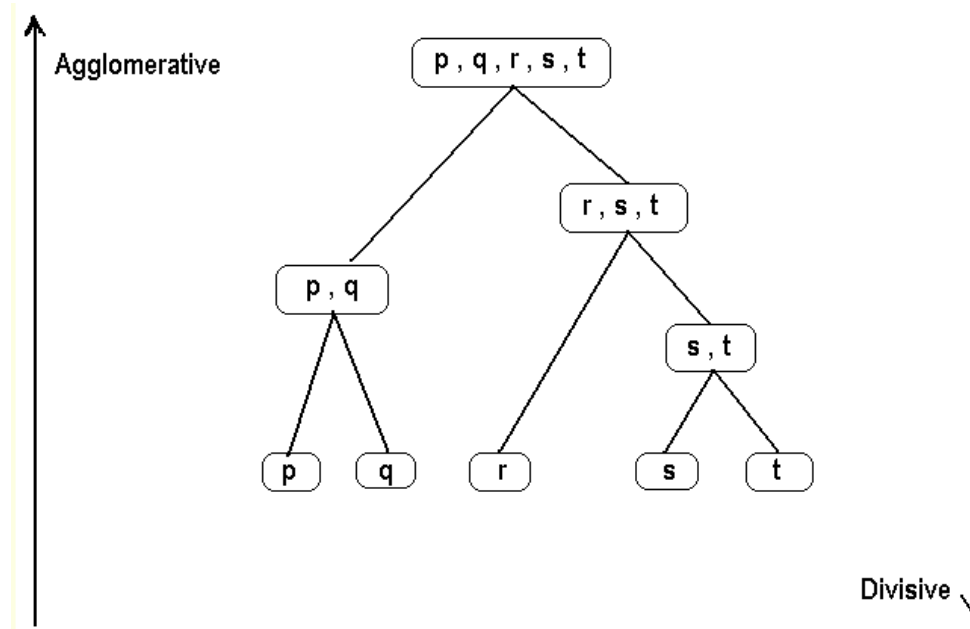 Agglomerative
p , q , r , s , t
r , s , t
p , q
s , t
p
q
r
s
t
Divisive